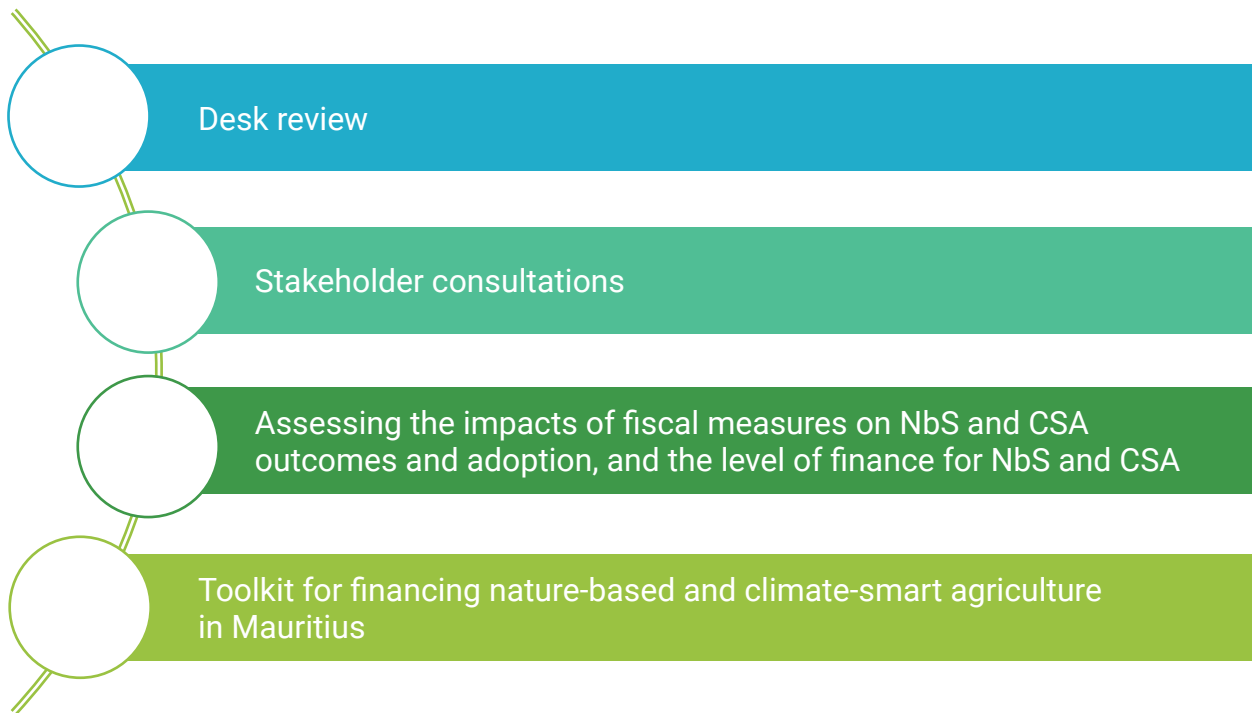 Desk review
Stakeholder consultations
Assessing the impacts of fiscal measures on NbS and CSA
outcomes and adoption, and the level of finance for NbS and CSA
Toolkit for financing nature-based and climate-smart agriculture
in Mauritius